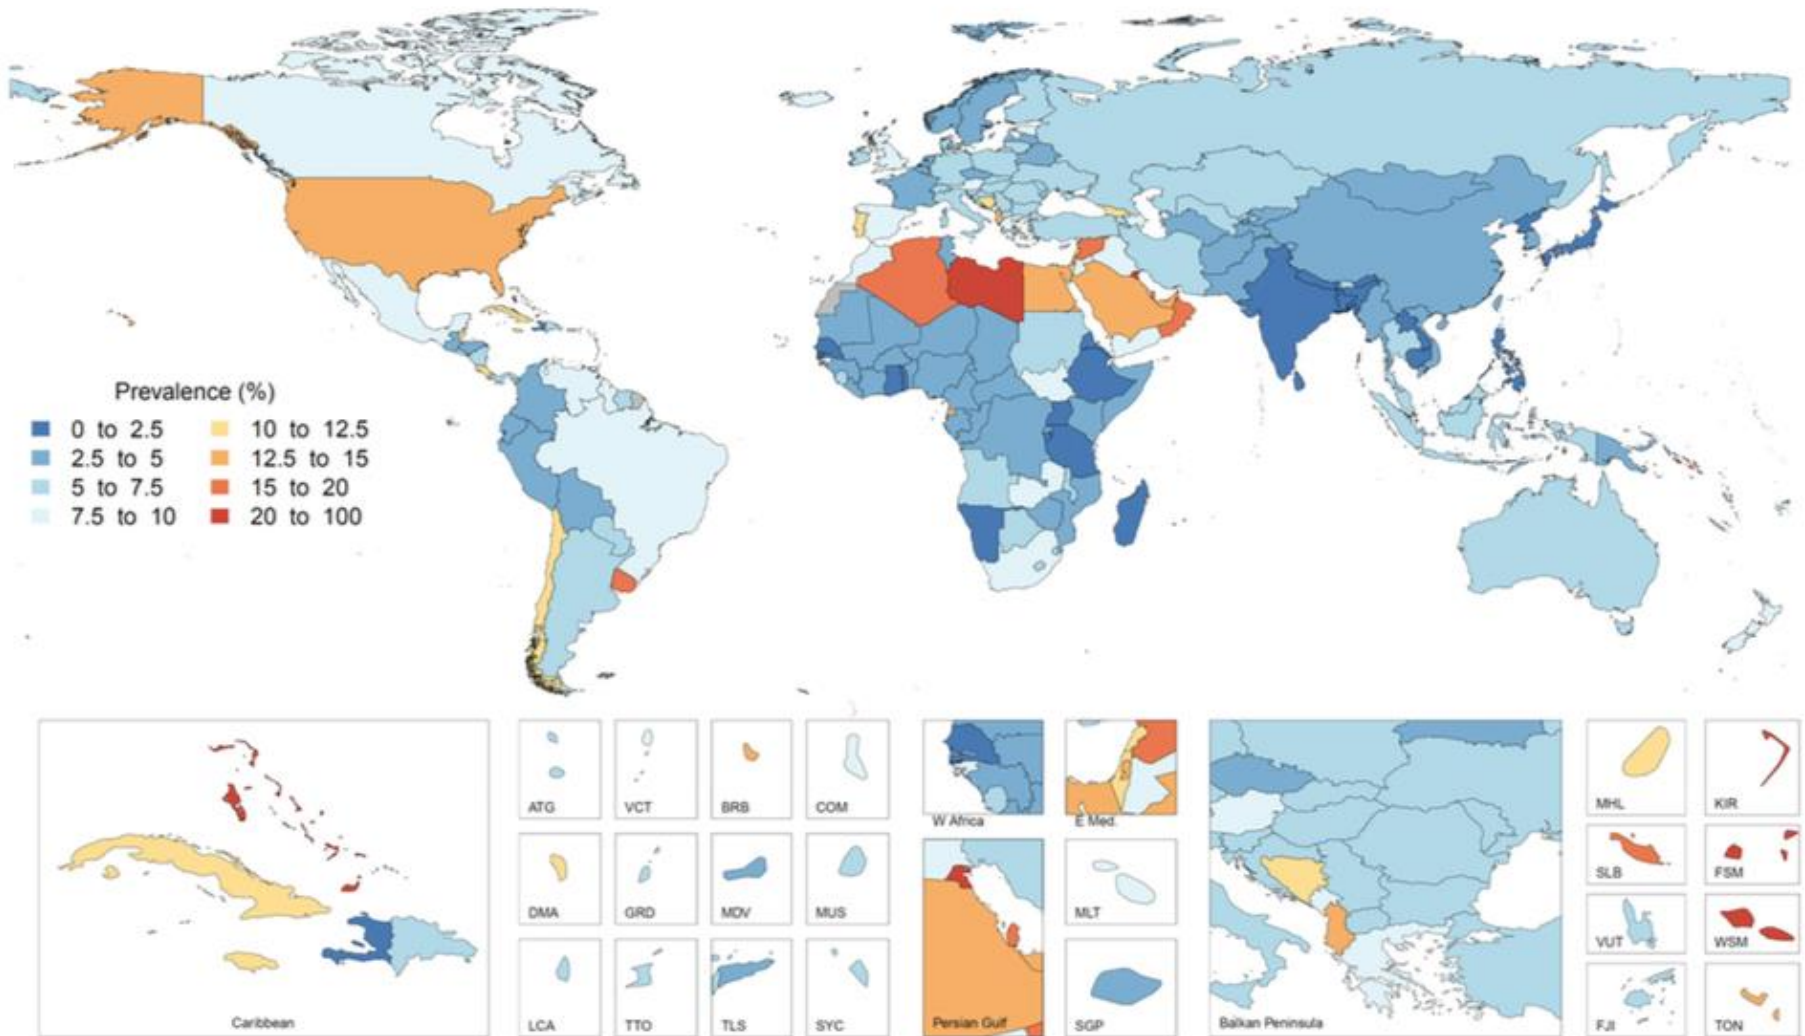 Prevalence (%)
0 to 2.5
10 to 12.5
2.5 to 5
12.5 to 15
5 to 7.5
15 to 20
7.5 to 10
20 to 100
Caribbean
ATG
VCT
BRB
COM
DMA
GRD
MDV
MUS
LCA
TTO
TLS
SYC
W Africa
E Med.
Persian Gulf
MLT
SGP
Balkan Peninsula
MHL
KIR
SLB
FSM
VUT
WSM
FJI
TON